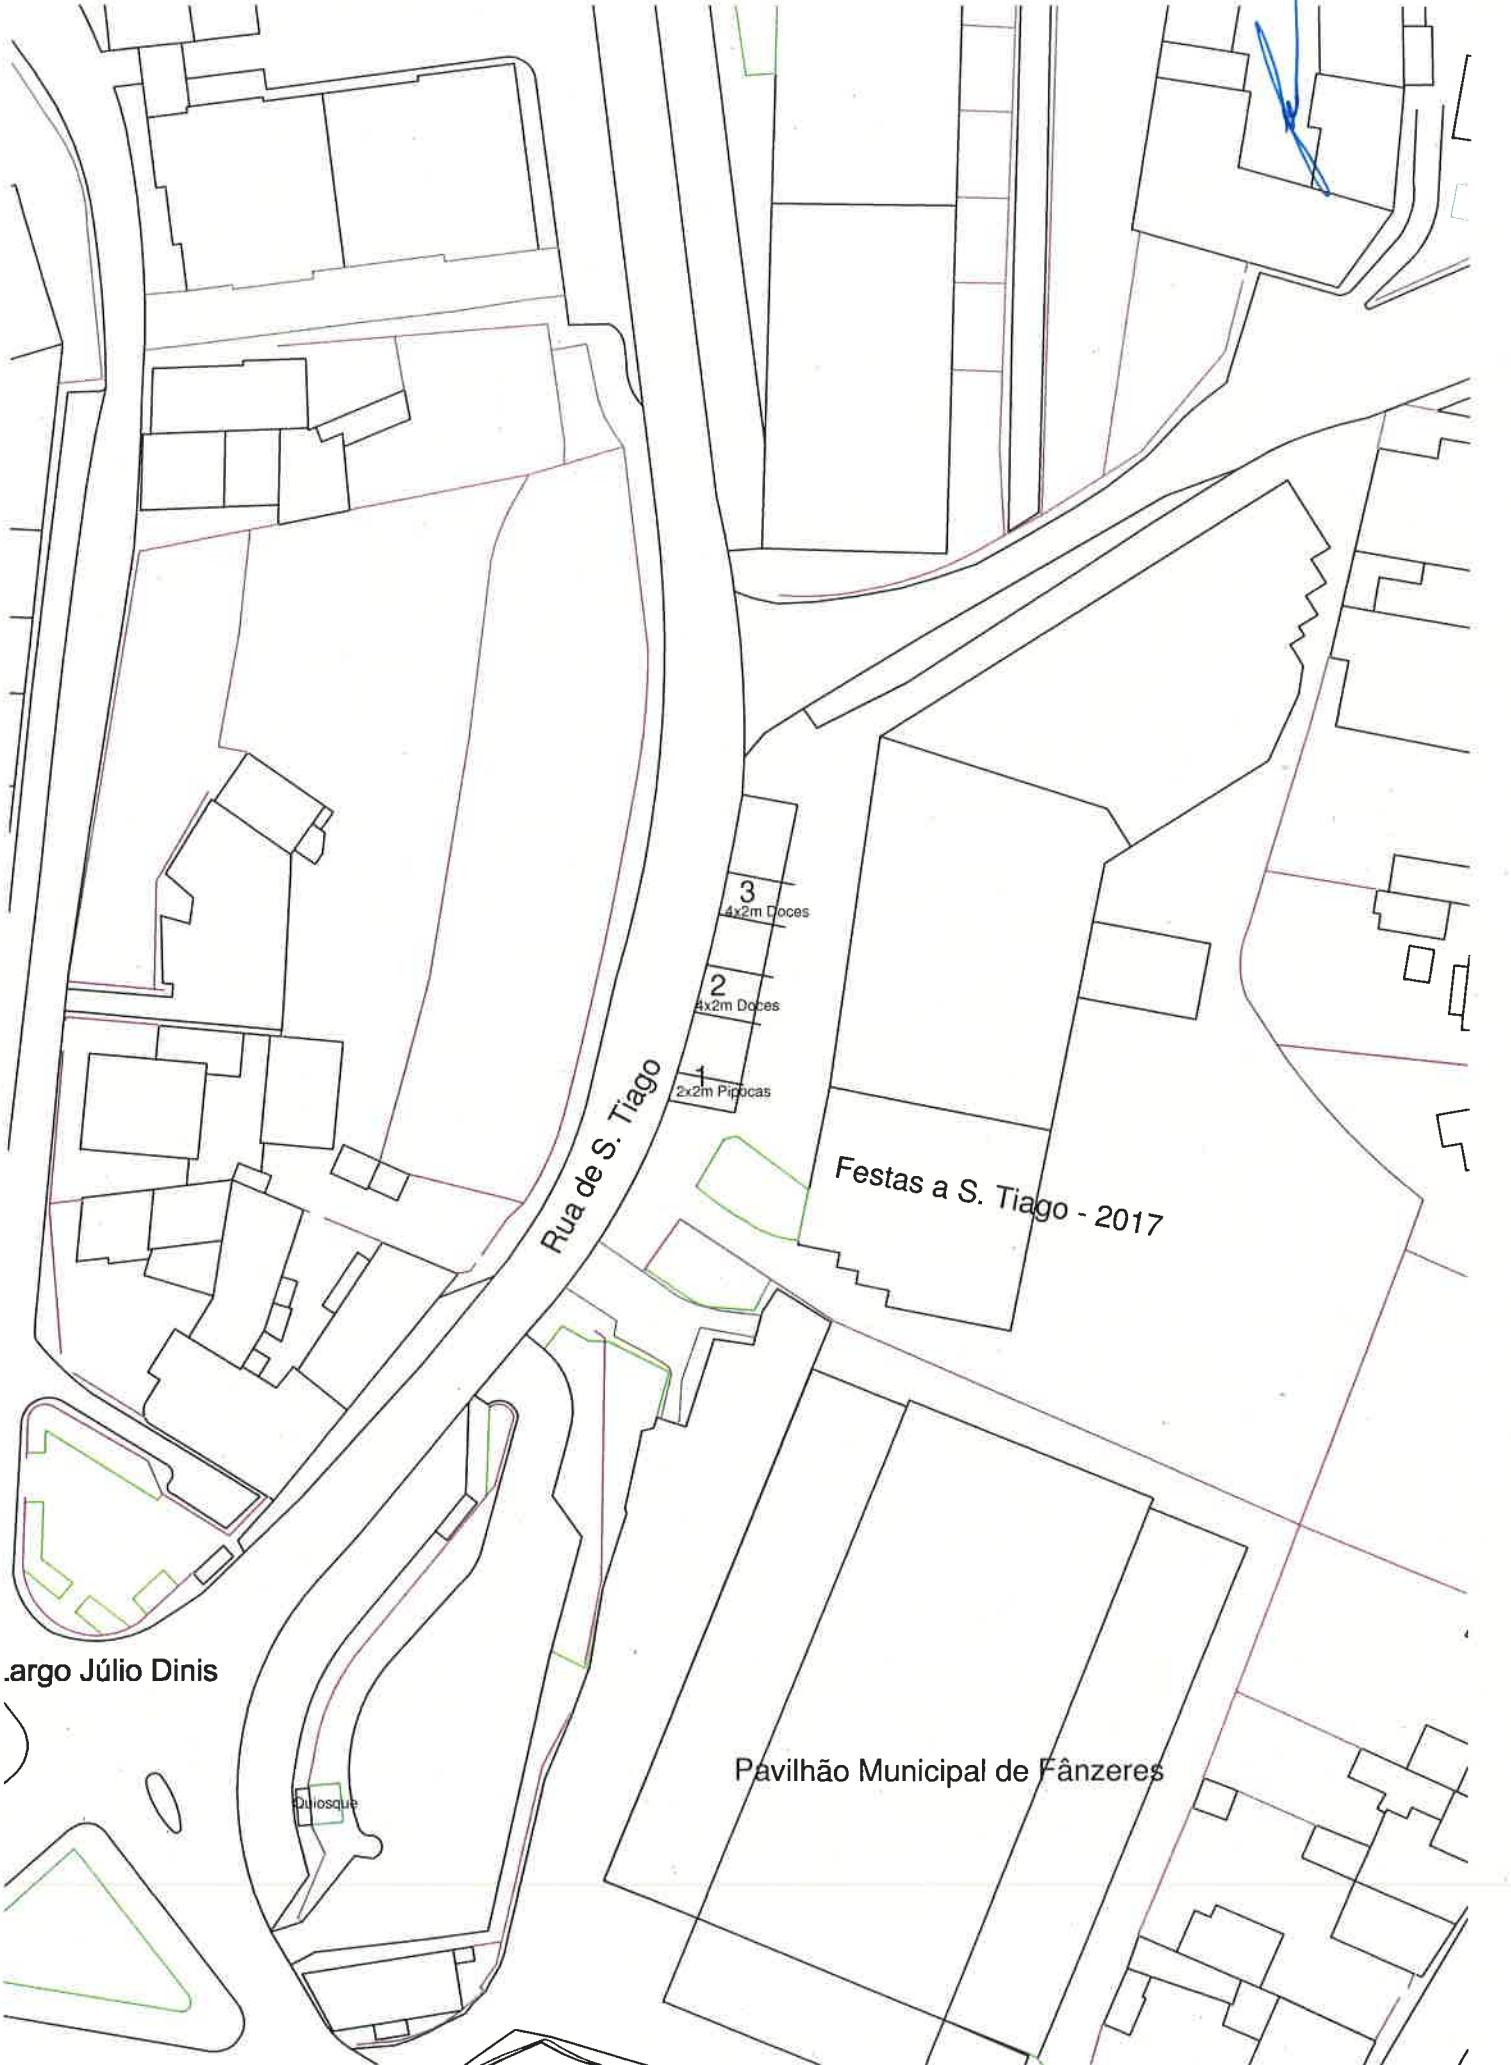 3
4x2m Doces
2
4x2m Doces
1
2x2m Pipocas
Rua de S. Tiago
Festas a S. Tiago - 2017
argo Júlio Dinis
Pavilhão Municipal de Fânzeres
Quiosque